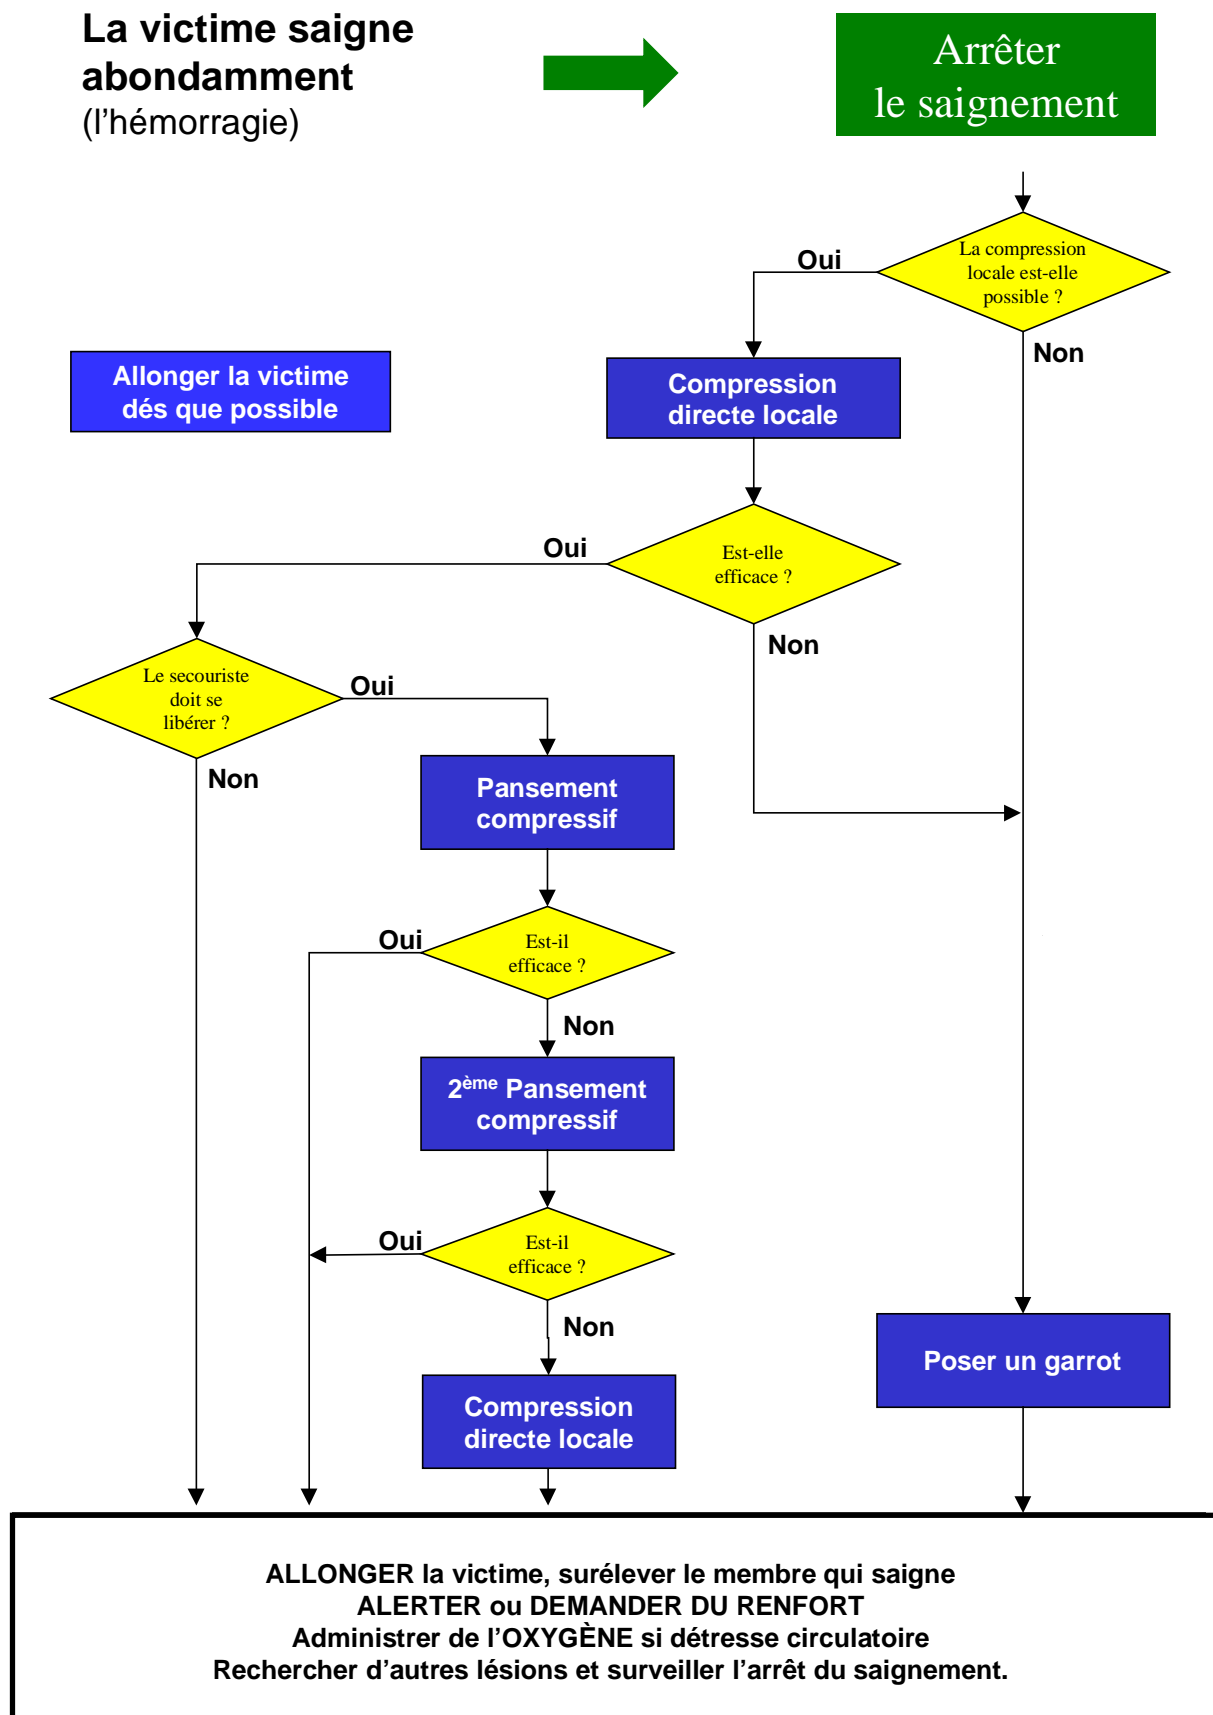 La victime saigne
abondamment
(l'hémorragie)
Arrêter
le saignement
La compression
locale est-elle
possible ?
Oui
Non
Allonger la victime
dés que possible
Compression
directe locale
Est-elle
efficace ?
Oui
Non
Le secouriste
doit se
libérer ?
Oui
Non
Pansement
compressif
Est-il
efficace ?
Oui
Non
2ème Pansement
compressif
Est-il
efficace ?
Oui
Non
Compression
directe locale
Poser un garrot
ALLONGER la victime, surélever le membre qui saigne
ALERTER ou DEMANDER DU RENFORT
Administrer de l'OXYGÈNE si détresse circulatoire
Rechercher d'autres lésions et surveiller l'arrêt du saignement.